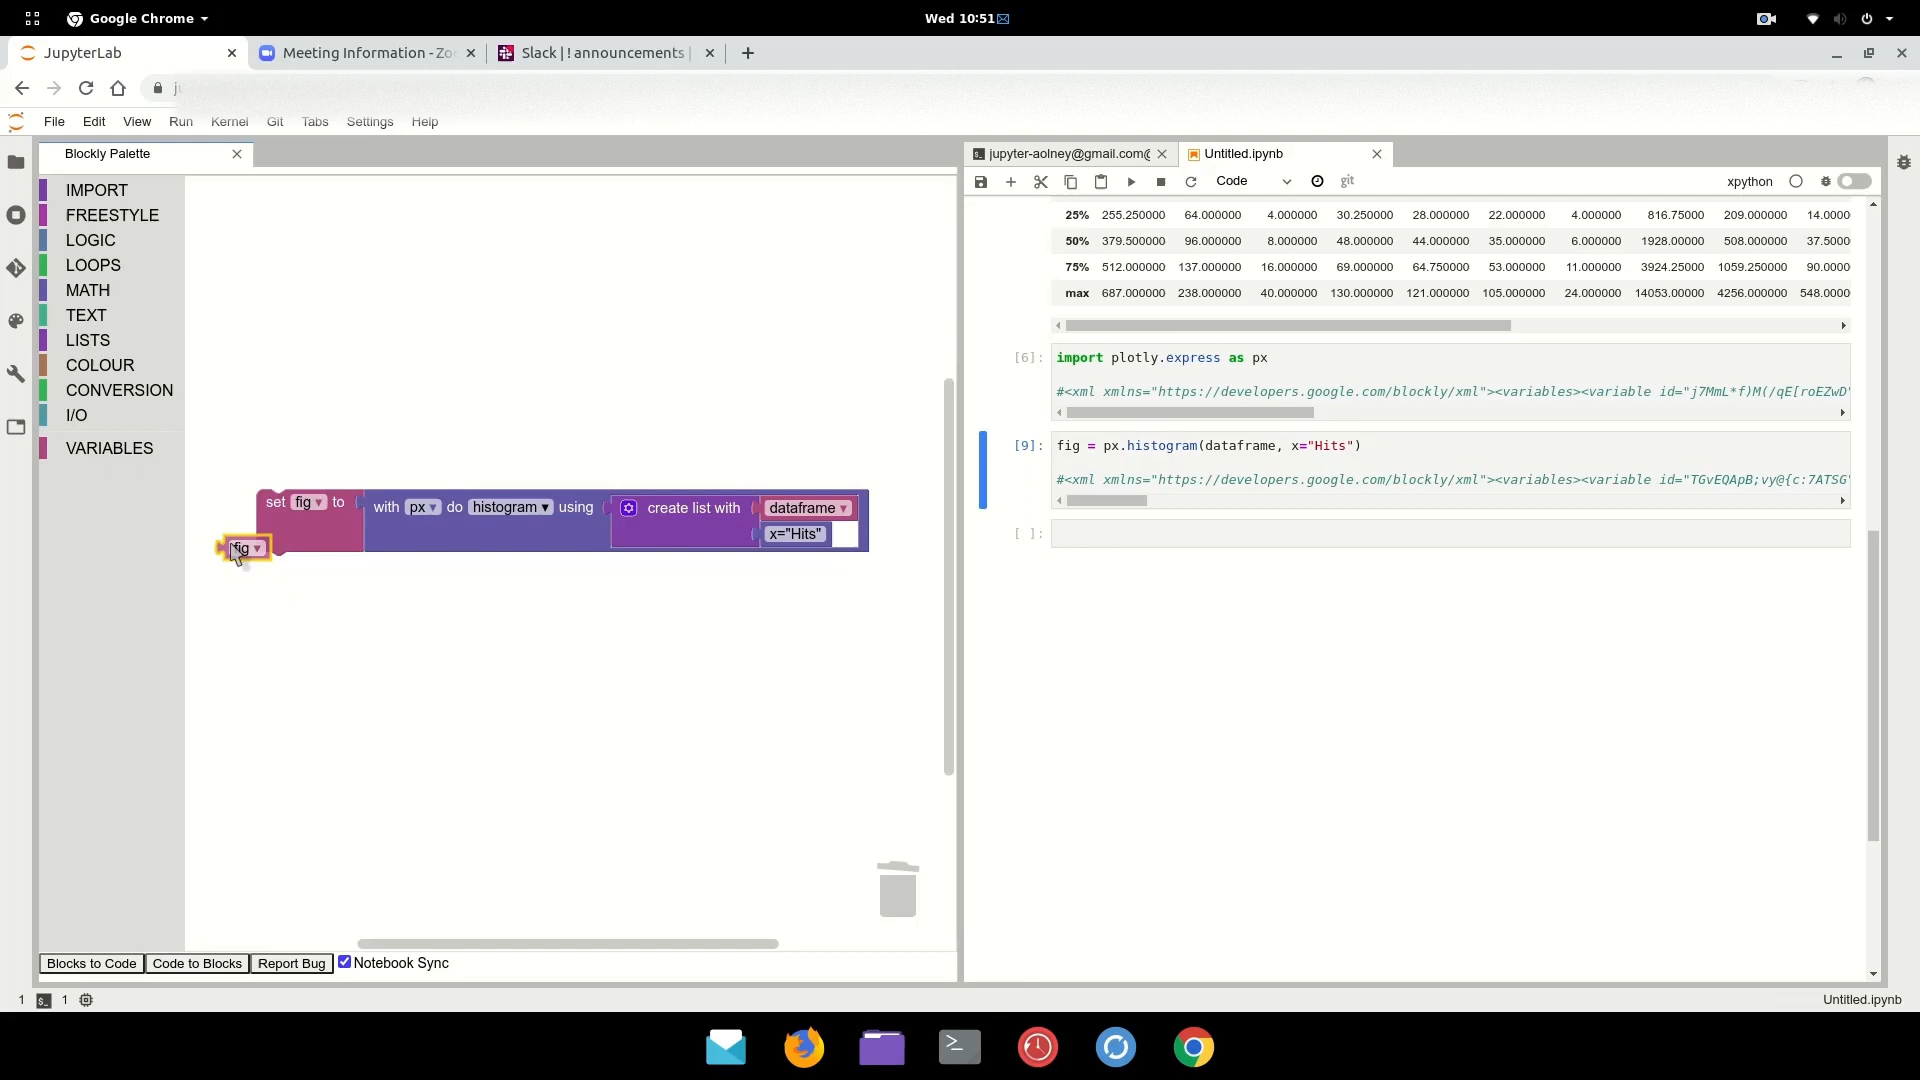 Google Chrome
Wed 10:51
JupyterLab
Meeting Information - Zo
Slack | ! announcements |
File Edit View Run Kernel Git Tabs Settings Help
Blockly Palette
IMPORT
FREESTYLE
LOGIC
LOOPS
MATH
TEXT
LISTS
COLOUR
CONVERSION
I/O
VARIABLES
set fig to with px do histogram using create list with dataframe
x="Hits"
fig
Blocks to Code Code to Blocks Report Bug Notebook Sync
jupyter-aolney@gmail.com@
Untitled.ipynb
Code
git
xpython
25% 255.250000 64.000000 4.000000 30.250000 28.000000 22.000000 4.000000 816.75000 209.000000 14.0000
50% 379.500000 96.000000 8.000000 48.000000 44.000000 35.000000 6.000000 1928.00000 508.000000 37.5000
75% 512.000000 137.000000 16.000000 69.000000 64.750000 53.000000 11.000000 3924.25000 1059.250000 90.0000
max 687.000000 238.000000 40.000000 130.000000 121.000000 105.000000 24.000000 14053.00000 4256.000000 548.0000
[6]: import plotly.express as px
#<xml xmlns="https://developers.google.com/blockly/xml"><variables><variable id="j7MmL*f)M(/qE[roEZwD"
[9]: fig = px.histogram(dataframe, x="Hits")
#<xml xmlns="https://developers.google.com/blockly/xml"><variables><variable id="TGvEQApB;vy@{c:7ATSG"
[ ]:
1 $_ 1
Untitled.ipynb